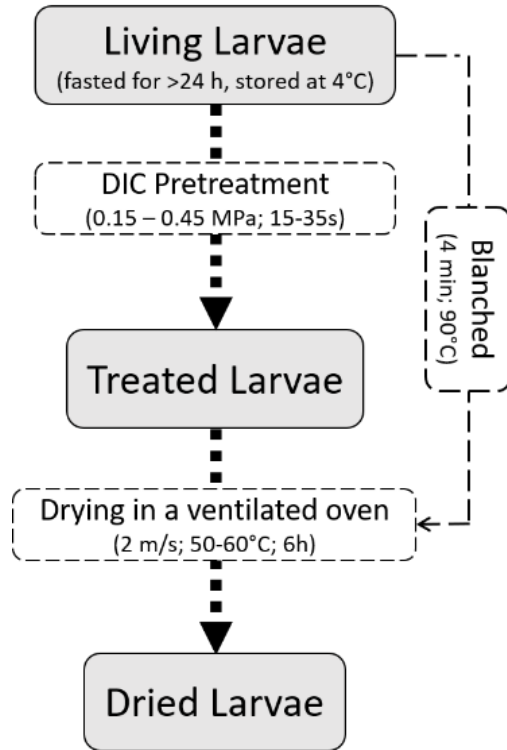 Living Larvae
(fasted for >24 h, stored at 4°C)
DIC Pretreatment
(0.15 – 0.45 MPa; 15-35s)
Blanched
(4 min; 90°C)
Treated Larvae
Drying in a ventilated oven
(2 m/s; 50-60°C; 6h)
Dried Larvae